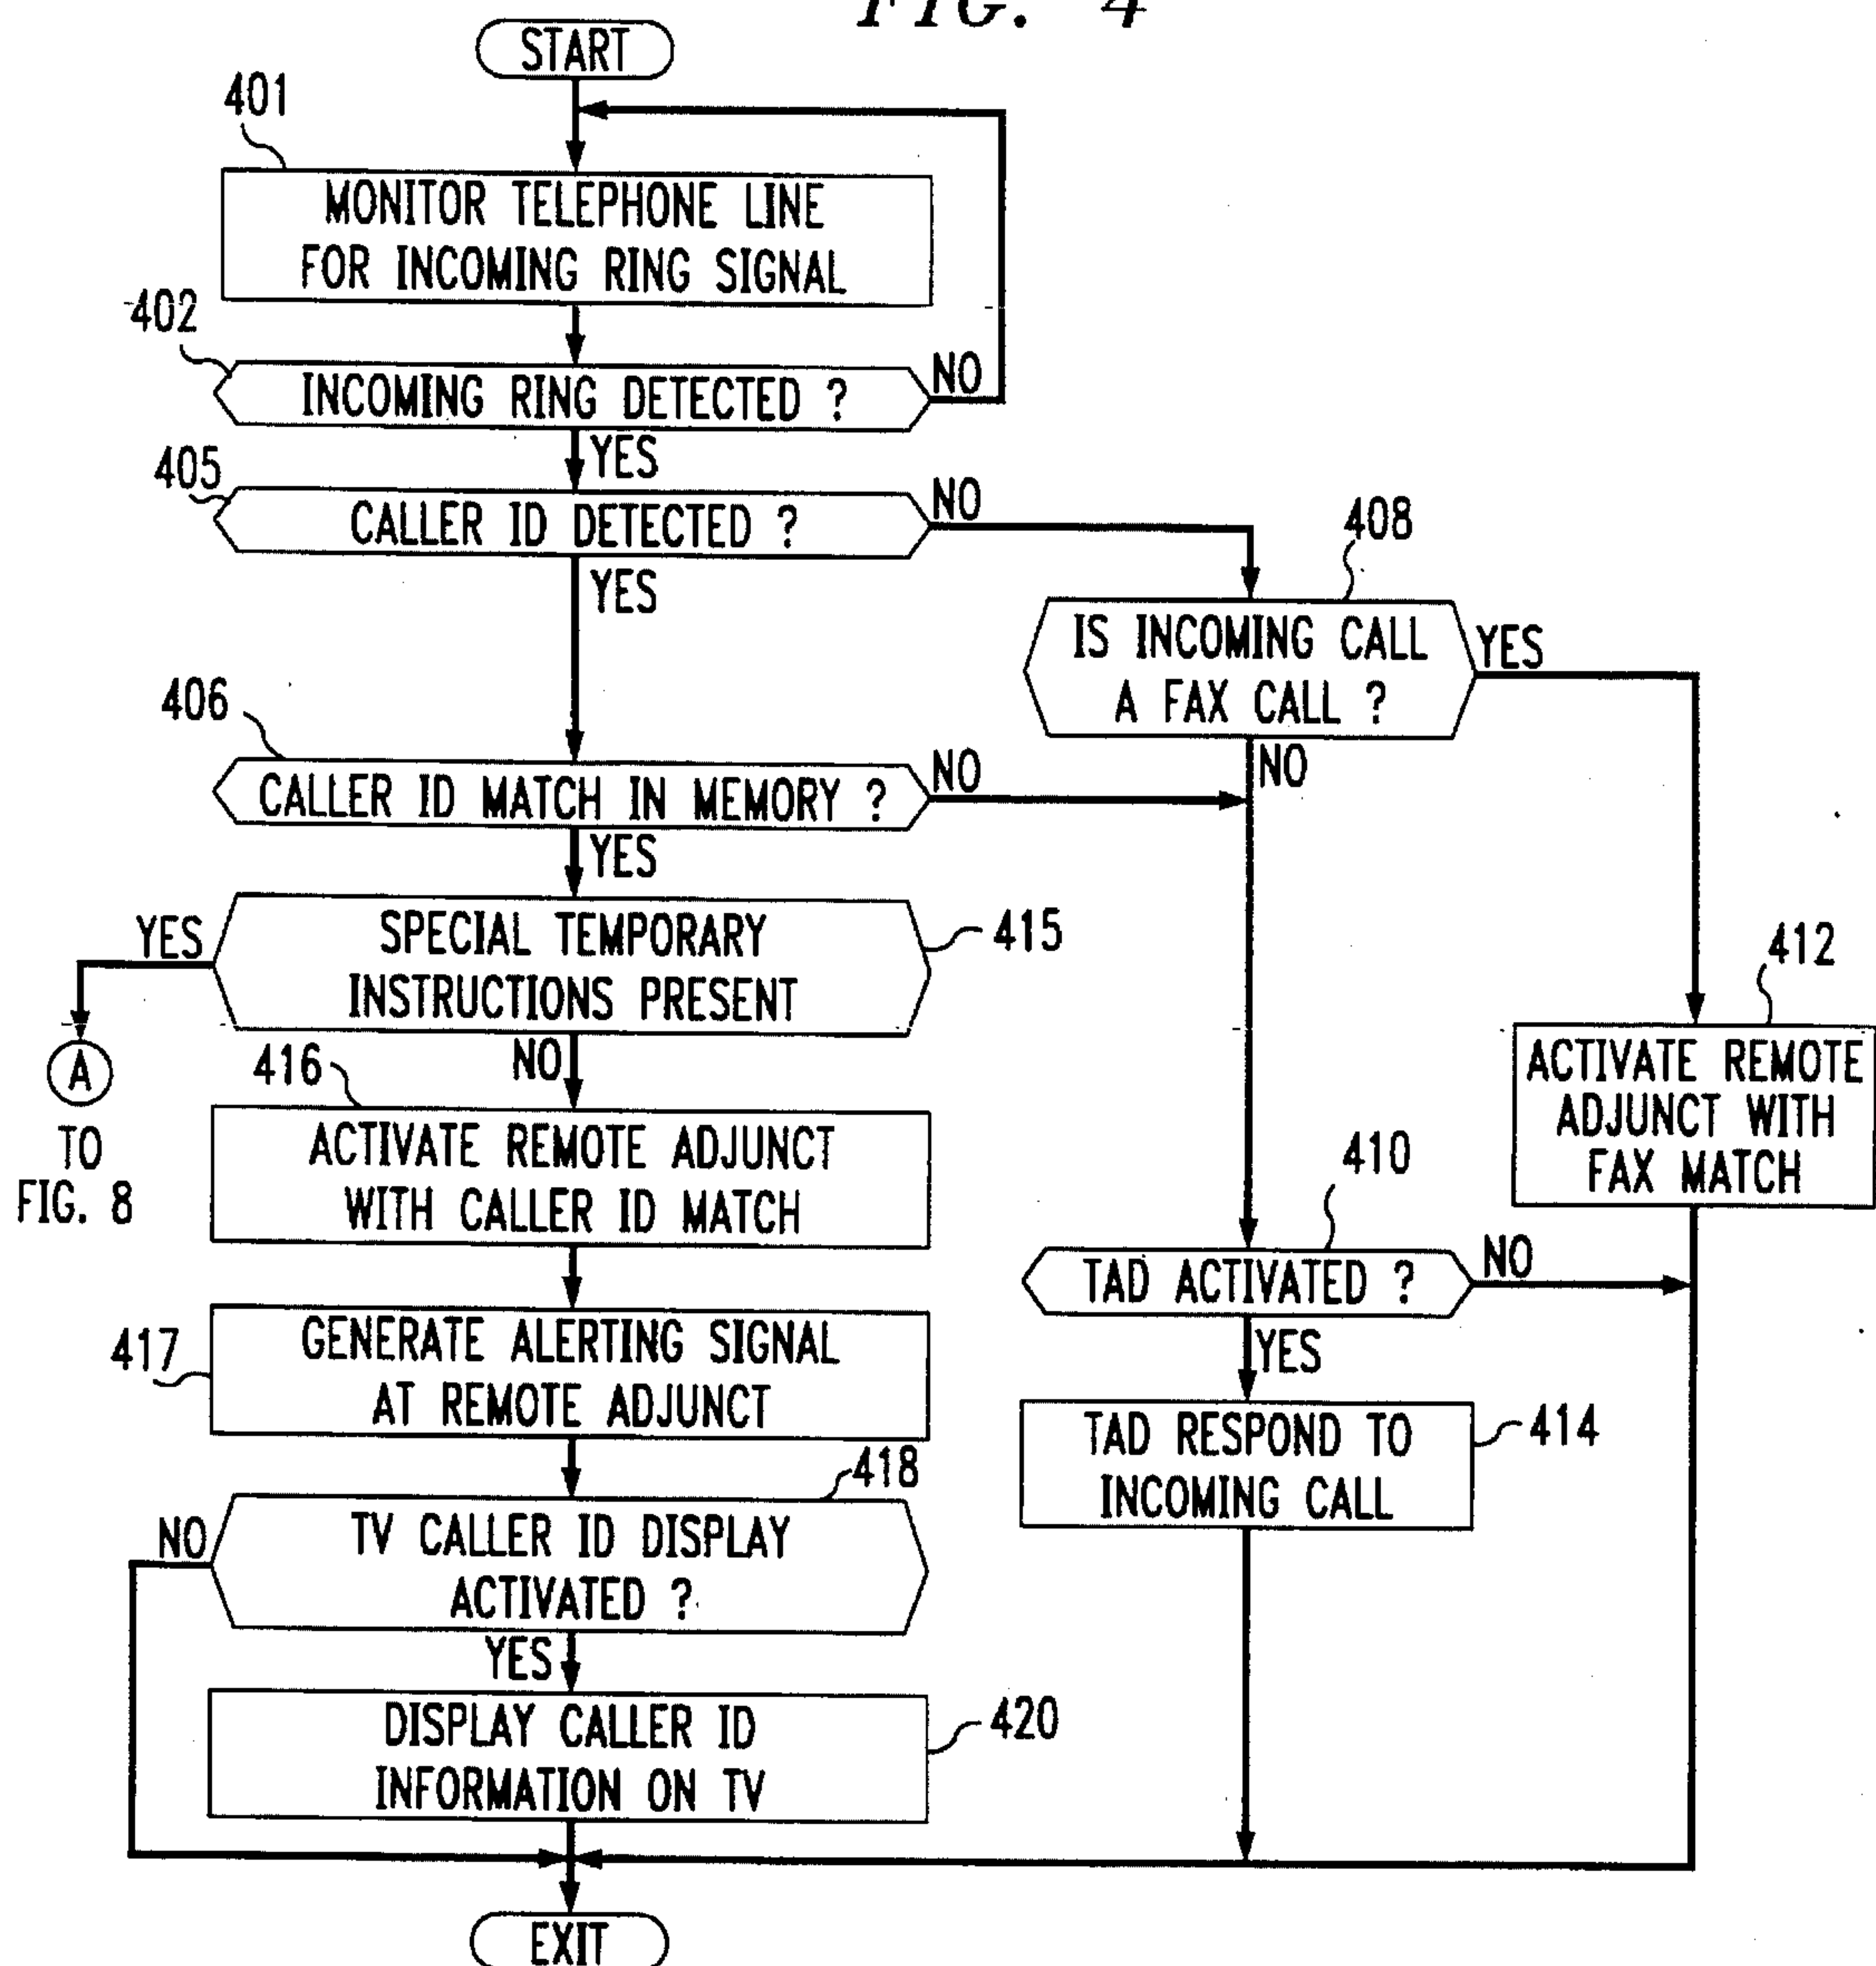 FIG. 4
START
401
MONITOR TELEPHONE LINE
FOR INCOMING RING SIGNAL
402
INCOMING RING DETECTED ?
NO
YES
405
CALLER ID DETECTED ?
NO
YES
408
IS INCOMING CALL
A FAX CALL ?
YES
NO
406
CALLER ID MATCH IN MEMORY ?
NO
YES
415
SPECIAL TEMPORARY
INSTRUCTIONS PRESENT
YES
A
TO
FIG. 8
NO
412
ACTIVATE REMOTE
ADJUNCT WITH
FAX MATCH
416
ACTIVATE REMOTE ADJUNCT
WITH CALLER ID MATCH
410
TAD ACTIVATED ?
NO
YES
417
GENERATE ALERTING SIGNAL
AT REMOTE ADJUNCT
414
TAD RESPOND TO
INCOMING CALL
418
TV CALLER ID DISPLAY
ACTIVATED ?
NO
YES
420
DISPLAY CALLER ID
INFORMATION ON TV
EXIT